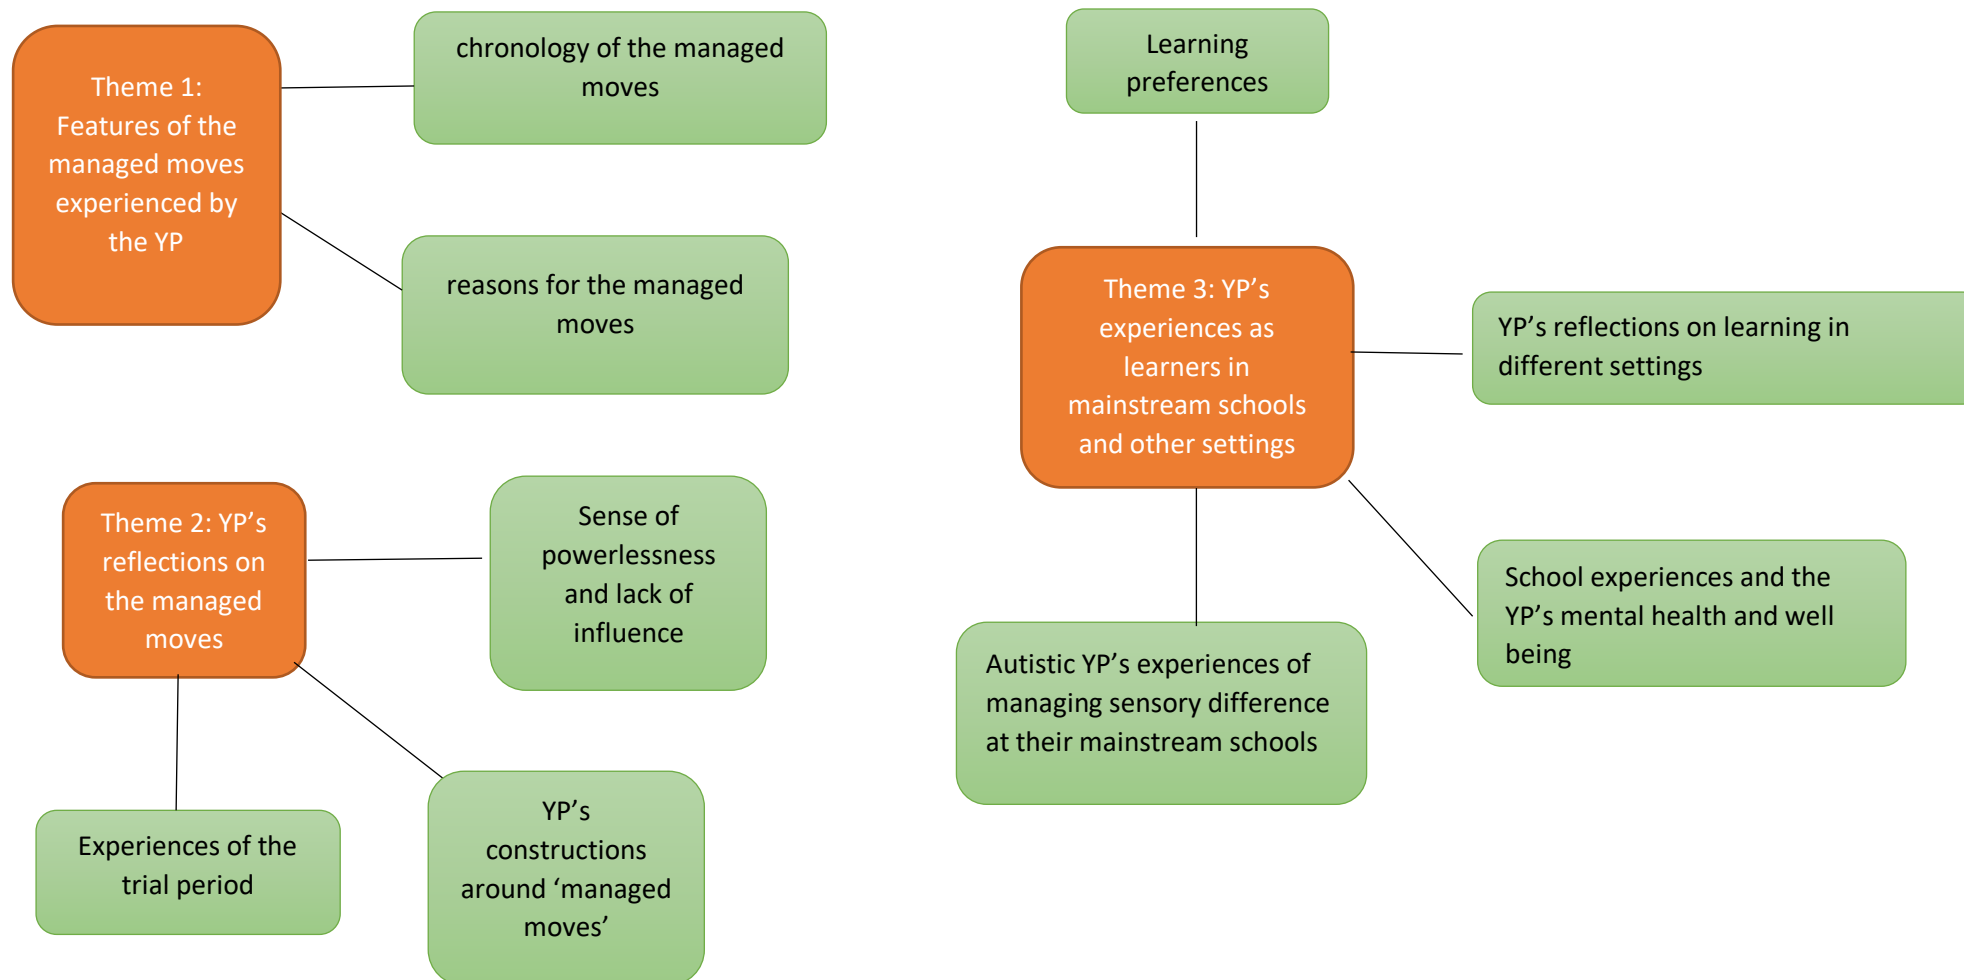 Theme 1:
Features of the
managed moves
experienced by
the YP
chronology of the managed
moves
reasons for the managed
moves
Theme 2: YP’s
reflections on
the managed
moves
Sense of
powerlessness
and lack of
influence
Experiences of the
trial period
YP’s
constructions
around ‘managed
moves’
Learning
preferences
Theme 3: YP’s
experiences as
learners in
mainstream schools
and other settings
YP’s reflections on learning in
different settings
School experiences and the
YP’s mental health and well
being
Autistic YP’s experiences of
managing sensory difference
at their mainstream schools